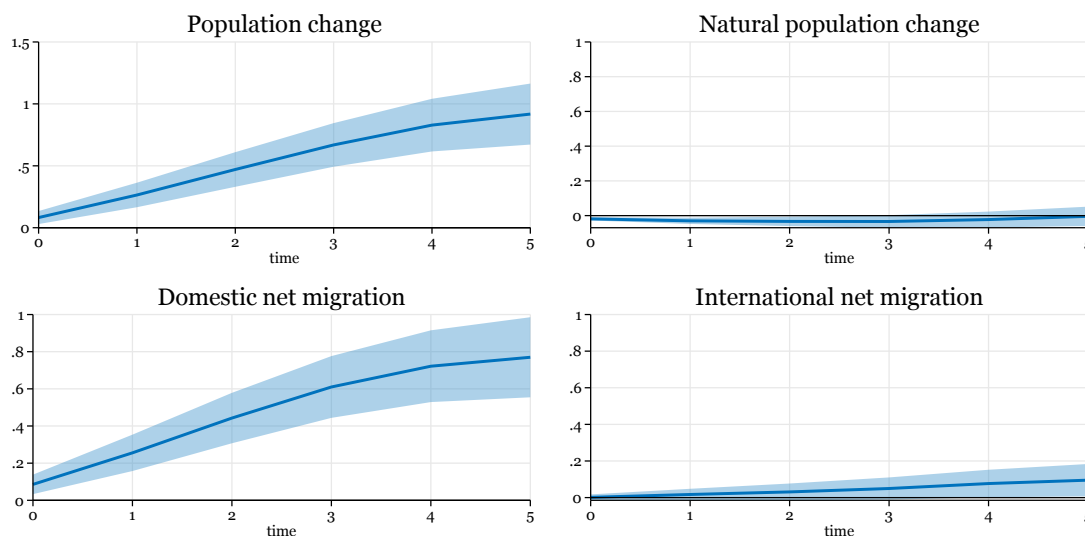 Population change
1.5
1
.5
0
0 1 2 3 4 5
time
Natural population change
1
.8
.6
.4
.2
0
0 1 2 3 4 5
time
Domestic net migration
1
.8
.6
.4
.2
0
0 1 2 3 4 5
time
International net migration
1
.8
.6
.4
.2
0
0 1 2 3 4 5
time